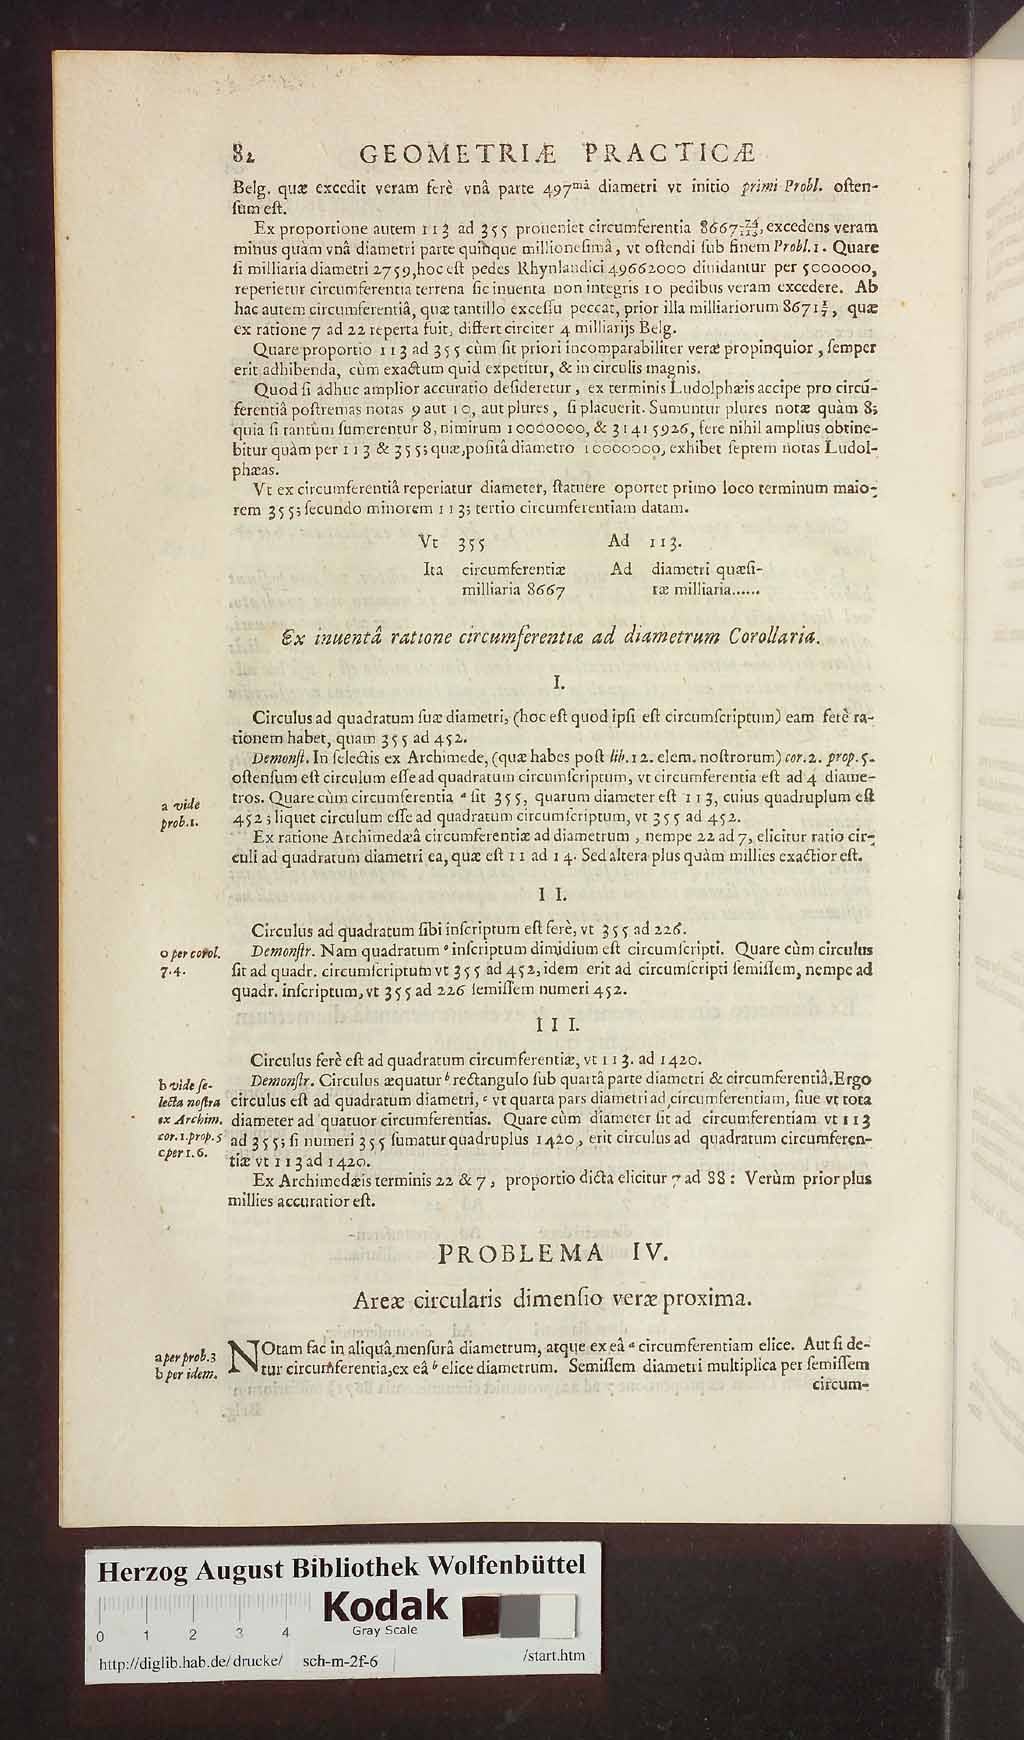 82 GEOMETRIÆ PRACTICÆ
Belg. quæ excedit veram ferè vnâ parte 497mâ diametri vt initio primi Probl. osten-
sum est.
Ex proportione autem 113 ad 355 proueniet circumferentia 8667 74/113, excedens veram
minus quàm vnâ diametri parte quinque millionesimâ, vt ostendi sub finem Probl. 1. Quare
si milliaria diametri 2759, hoc est pedes Rhynlandici 49662000 diuidantur per 5000000,
reperietur circumferentia terrena sic inuenta non integris 10 pedibus veram excedere. Ab
hac autem circumferentiâ, quæ tantillo excessu peccat, prior illa milliariorum 8671, quæ
ex ratione 7 ad 22 reperta fuit, differt circiter 4 milliarijs Belg.
Quare proportio 113 ad 355 cùm sit priori incomparabiliter veræ propinquior, semper
erit adhibenda, cùm exactum quid expetitur, & in circulis magnis.
Quod si adhuc amplior accuratio desideretur, ex terminis Ludolphæis accipe pro circū-
ferentiâ postremas notas 9 aut 10, aut plures, si placuerit. Sumuntur plures notæ quàm 8;
quia si tantùm sumerentur 8, nimirum 10000000, & 31415926, fere nihil amplius obtine-
bitur quàm per 113 & 355; quæ, positâ diametro 10000000, exhibet septem notas Ludol-
phæas.
Vt ex circumferentiâ reperiatur diameter, statuere oportet primo loco terminum maio-
rem 355; secundo minorem 113; tertio circumferentiam datam.
Vt 355 Ad 113.
Ita circumferentiæ Ad diametri quæsi-
milliaria 8667 tæ milliaria......
Ex inuentâ ratione circumferentiæ ad diametrum Corollaria.
I.
Circulus ad quadratum suæ diametri, (hoc est quod ipsi est circumscriptum) eam ferè ra-
tionem habet, quam 355 ad 452.
Demonst. In selectis ex Archimede, (quæ habes post lib. 12. elem. nostrorum) cor. 2. prop. 5.
ostensum est circulum esse ad quadratum circumscriptum, vt circumferentia est ad 4 diame-
a vide
prob. 1.
tros. Quare cùm circumferentia a sit 355, quarum diameter est 113, cuius quadruplum est
452; liquet circulum esse ad quadratum circumscriptum, vt 355 ad 452.
Ex ratione Archimedæâ circumferentiæ ad diametrum, nempe 22 ad 7, elicitur ratio cir-
culi ad quadratum diametri ea, quæ est 11 ad 14. Sed altera plus quàm millies exactior est.
II.
Circulus ad quadratum sibi inscriptum est ferè, vt 355 ad 226.
o per corol.
7. 4.
Demonstr. Nam quadratum o inscriptum dimidium est circumscripti. Quare cùm circulus
sit ad quadr. circumscriptum vt 355 ad 452, idem erit ad circumscripti semissem, nempe ad
quadr. inscriptum, vt 355 ad 226 semissem numeri 452.
III.
Circulus ferè est ad quadratum circumferentiæ, vt 113. ad 1420.
b vide se-
lecta nostra
ex Archim.
cor. 1. prop. 5
c per 1. 6.
Demonstr. Circulus æquatur b rectangulo sub quartâ parte diametri & circumferentiâ. Ergo
circulus est ad quadratum diametri, c vt quarta pars diametri ad circumferentiam, siue vt tota
diameter ad quatuor circumferentias. Quare cùm diameter sit ad circumferentiam vt 113
ad 355; si numeri 355 sumatur quadruplus 1420, erit circulus ad quadratum circumferen-
tiæ vt 113 ad 1420.
Ex Archimedæis terminis 22 & 7, proportio dicta elicitur 7 ad 88: Verùm prior plus
millies accuratior est.
PROBLEMA IV.
Areæ circularis dimensio veræ proxima.
a per prob. 3
b per idem.
NOtam fac in aliquâ mensurâ diametrum, atque ex eâ a circumferentiam elice. Aut si de-
tur circumferentia, ex eâ b elice diametrum. Semissem diametri multiplica per semissem
circum-
Herzog August Bibliothek Wolfenbüttel
Kodak
Gray Scale
0 1 2 3 4
http://diglib.hab.de/drucke/ sch-m-2f-6 /start.htm